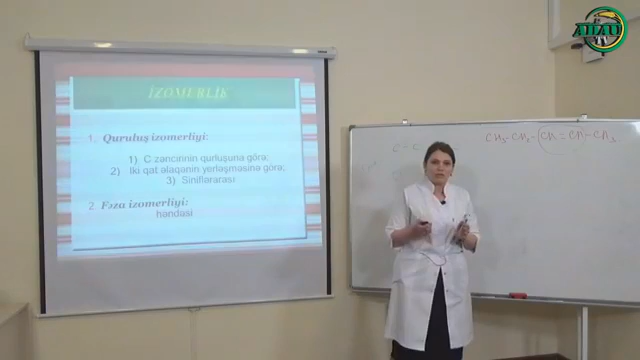 ADAU
İZOMERLİK
1. Quruluş izomerliyi:
1) C zəncirinin qurluşuna görə;
2) İki qat əlaqənin yerləşməsinə görə;
3) Siniflərarası
2. Fəza izomerliyi:
həndəsi
C - C
CH₃-CH₂-CH=CH-CH₃